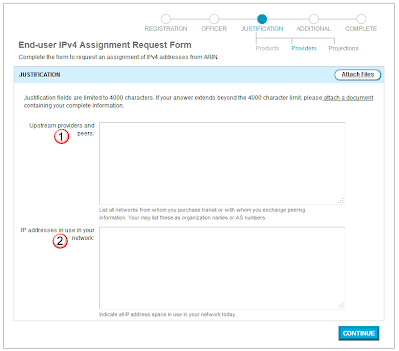 REGISTRATION OFFICER JUSTIFICATION ADDITIONAL COMPLETE
End-user IPv4 Assignment Request Form
Products Providers Projections
Complete the form to request an assignment of IPv4 addresses from ARIN.
JUSTIFICATION
Attach Files
Justification fields are limited to 4000 characters. If your answer extends beyond the 4000 character limit, please attach a document
containing your complete information.
Upstream providers and
peers:
1
List all networks from whom you purchase transit or with whom you exchange peering
information. Your may list these as organization names or AS numbers
IP addresses in use in your
network:
2
Indicate all IP address space in use in your network today.
CONTINUE